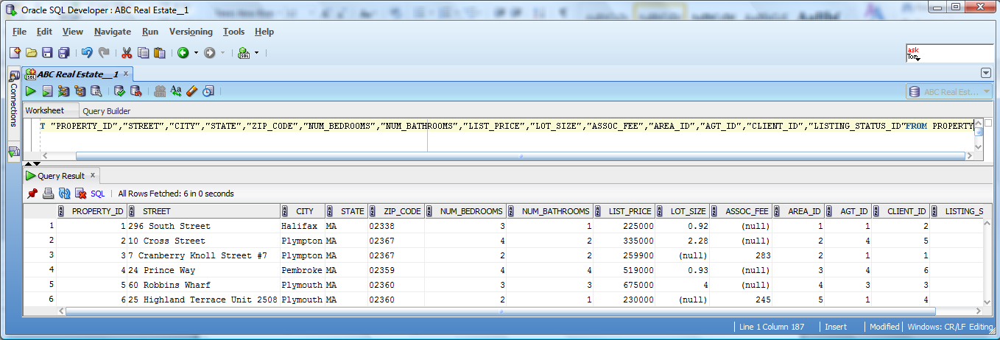 Oracle SQL Developer : ABC Real Estate__1
File Edit View Navigate Run Versioning Tools Help
ask
Tom
ABC Real Estate__1 x
ABC Real Est...
Connections
Worksheet Query Builder
T "PROPERTY_ID","STREET","CITY","STATE","ZIP_CODE","NUM_BEDROOMS","NUM_BATHROOMS","LIST_PRICE","LOT_SIZE","ASSOC_FEE","AREA_ID","AGT_ID","CLIENT_ID","LISTING_STATUS_ID"FROM PROPERTY
Query Result x
SQL | All Rows Fetched: 6 in 0 seconds
PROPERTY_ID STREET CITY STATE ZIP_CODE NUM_BEDROOMS NUM_BATHROOMS LIST_PRICE LOT_SIZE ASSOC_FEE AREA_ID AGT_ID CLIENT_ID LISTING_S
1 1 296 South Street Halifax MA 02338 3 1 225000 0.92 (null) 1 1 2
2 2 10 Cross Street Plympton MA 02367 4 2 335000 2.28 (null) 2 4 5
3 3 7 Cranberry Knoll Street #7 Plympton MA 02367 2 2 259900 (null) 283 2 1 1
4 4 24 Prince Way Pembroke MA 02359 4 4 519000 0.93 (null) 3 4 6
5 5 60 Robbins Wharf Plymouth MA 02360 3 3 675000 4 (null) 4 3 3
6 6 25 Highland Terrace Unit 2508 Plymouth MA 02360 2 1 230000 (null) 245 5 1 4
Line 1 Column 187 Insert Modified Windows: CR/LF Editing